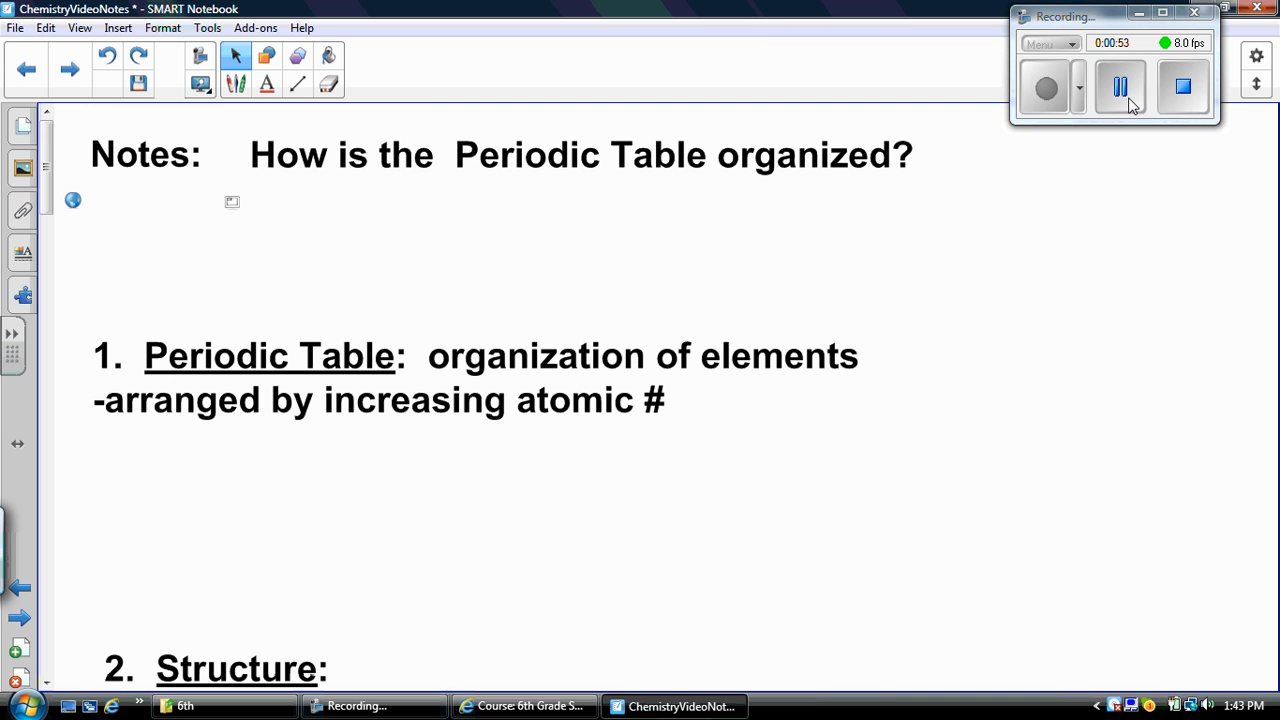 ChemistryVideoNotes * - SMART Notebook
Recording...
File Edit View Insert Format Tools Add-ons Help
Menu 0:00:53 8.0 fps
Notes: How is the Periodic Table organized?
1. Periodic Table: organization of elements
-arranged by increasing atomic #
2. Structure:
6th Recording... Course: 6th Grade S... ChemistryVideoNot... 1:43 PM